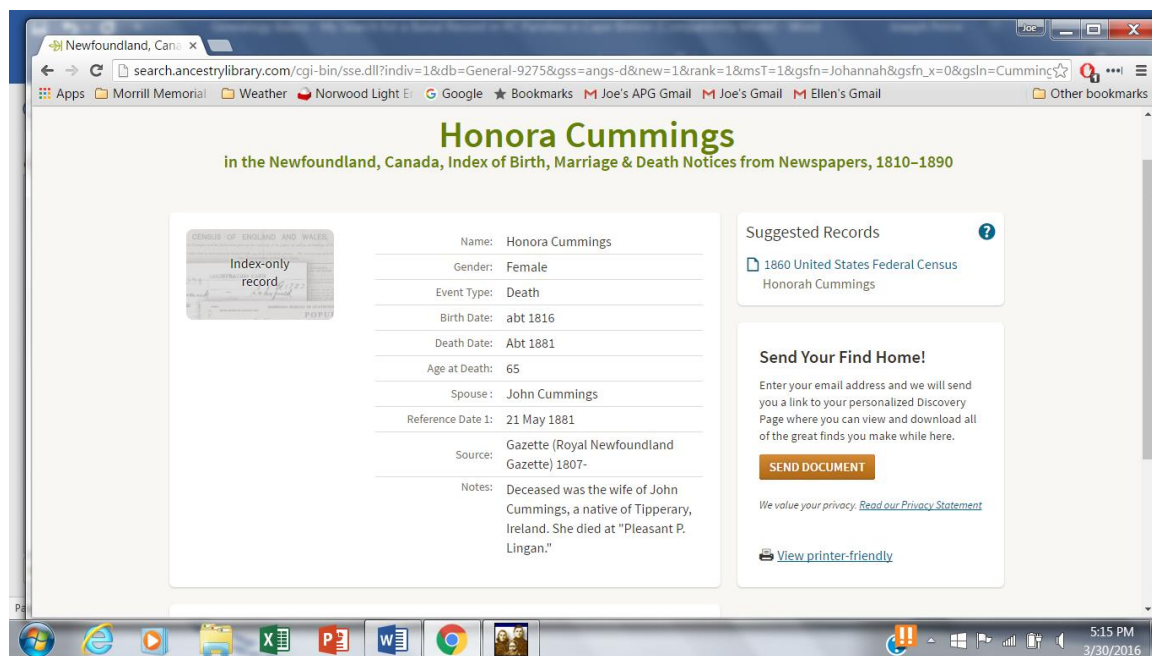 Joe
Newfoundland, Cana
search.ancestrylibrary.com/cgi-bin/sse.dll?indiv=1&db=General-9275&gss=angs-d&new=1&rank=1&msT=1&gsfn=Johannah&gsfn_x=0&gsln=Cumming
Apps Morrill Memorial Weather Norwood Light E Google Bookmarks Joe's APG Gmail Joe's Gmail Ellen's Gmail Other bookmarks
Honora Cummings
in the Newfoundland, Canada, Index of Birth, Marriage & Death Notices from Newspapers, 1810–1890
CENSUS OF ENGLAND AND WALES,
Index-only
record
Name: Honora Cummings
Gender: Female
Event Type: Death
Birth Date: abt 1816
Death Date: Abt 1881
Age at Death: 65
Spouse: John Cummings
Reference Date 1: 21 May 1881
Source: Gazette (Royal Newfoundland
Gazette) 1807-
Notes: Deceased was the wife of John
Cummings, a native of Tipperary,
Ireland. She died at "Pleasant P.
Lingan."
Suggested Records ?
1860 United States Federal Census
Honorah Cummings
Send Your Find Home!
Enter your email address and we will send
you a link to your personalized Discovery
Page where you can view and download all
of the great finds you make while here.
SEND DOCUMENT
We value your privacy. Read our Privacy Statement
View printer-friendly
5:15 PM
3/30/2016